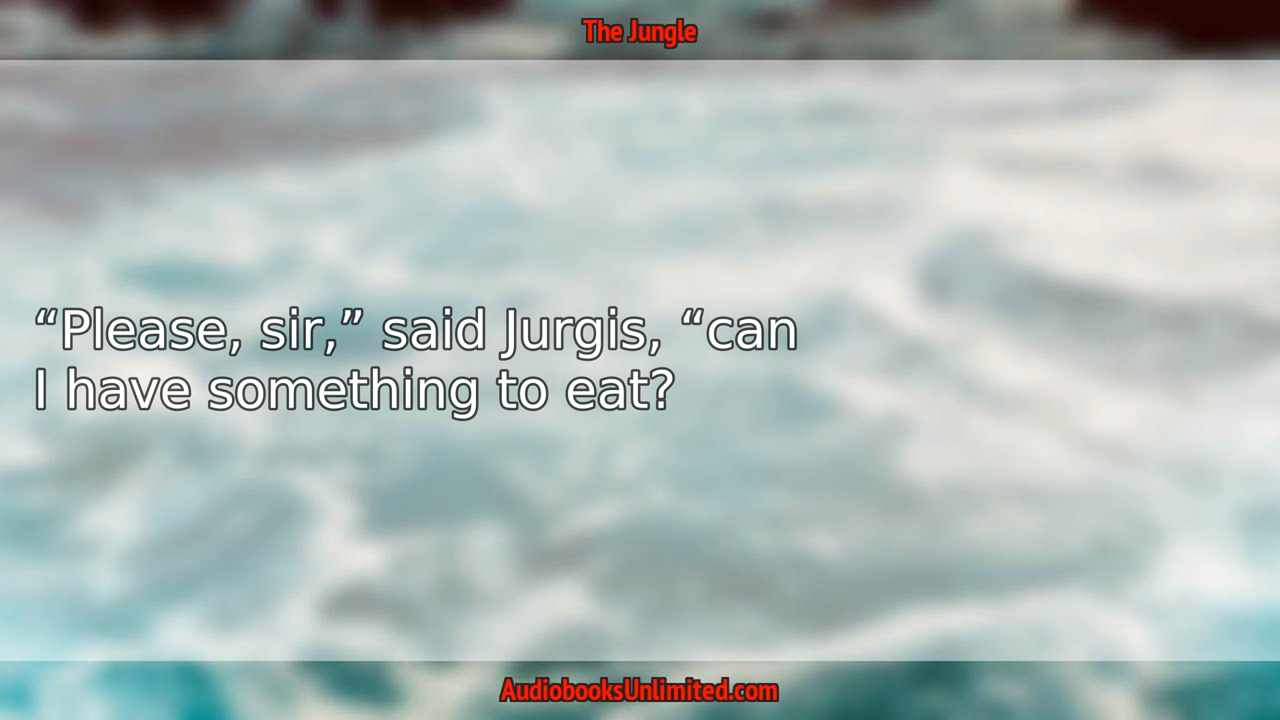 The Jungle
“Please, sir,” said Jurgis, “can
I have something to eat?
AudiobooksUnlimited.com